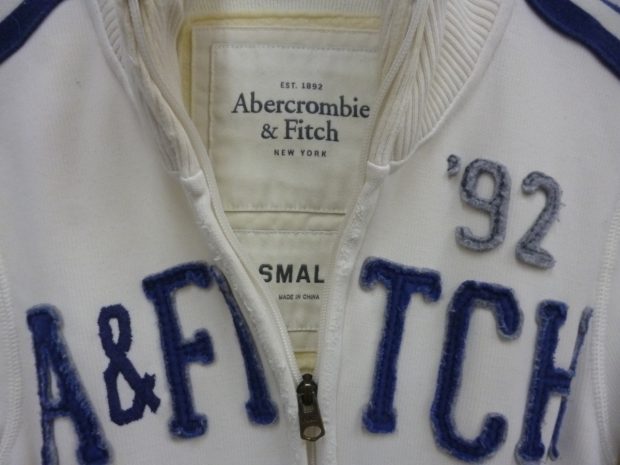 EST. 1892
Abercrombie
& Fitch
NEW YORK
'92
SMAL
MADE IN CHINA
A&FITCH